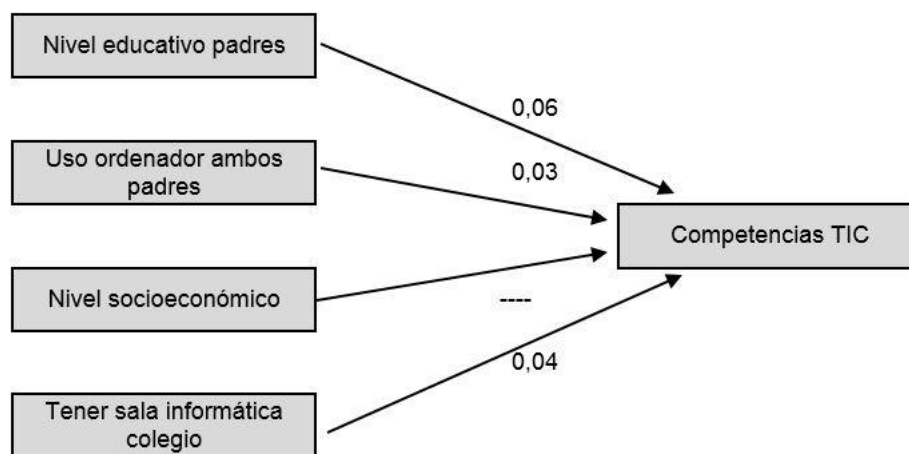 Nivel educativo padres
0,06
Uso ordenador ambos
padres
0,03
Competencias TIC
Nivel socioeconómico
----
0,04
Tener sala informática
colegio